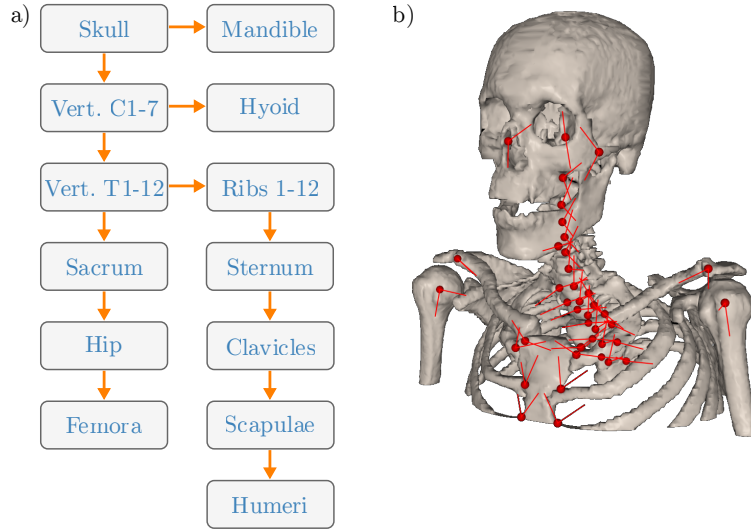 a)
Skull
Mandible
Vert. C1-7
Hyoid
Vert. T1-12
Ribs 1-12
Sacrum
Sternum
Hip
Clavicles
Femora
Scapulae
Humeri
b)